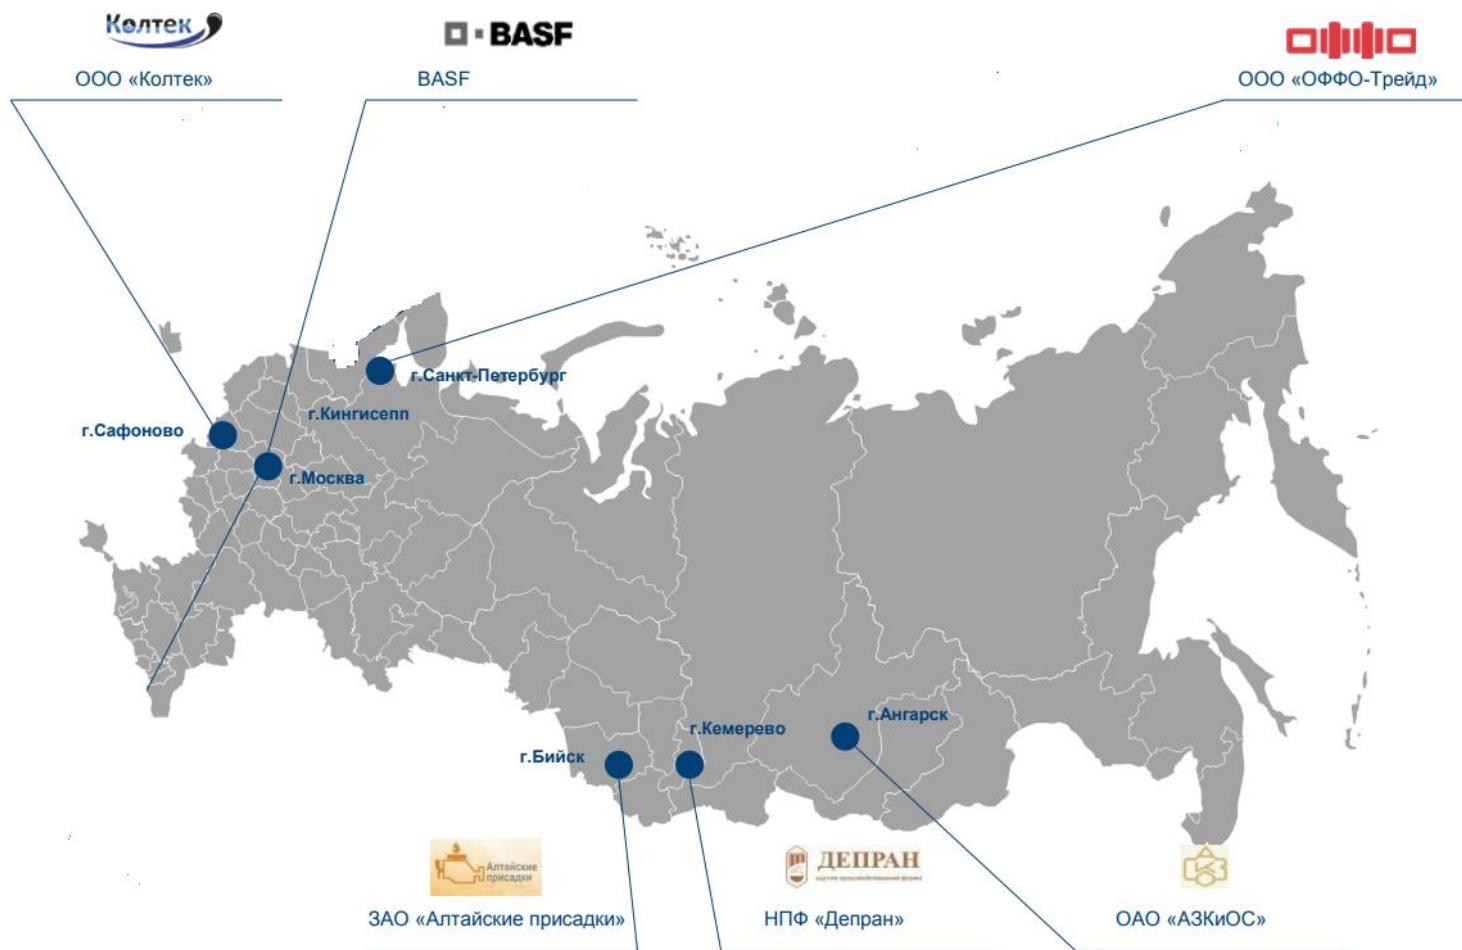 Колтек
BASF
ООО «Колтек»
BASF
ООО «ОФФО-Трейд»
г.Санкт-Петербург
г.Кингисепп
г.Сафоново
г.Москва
г.Ангарск
г.Кемерево
г.Бийск
Алтайские
присадки
ДЕПРАН
ЗАО «Алтайские присадки»
НПФ «Депран»
ОАО «АЗКиОС»